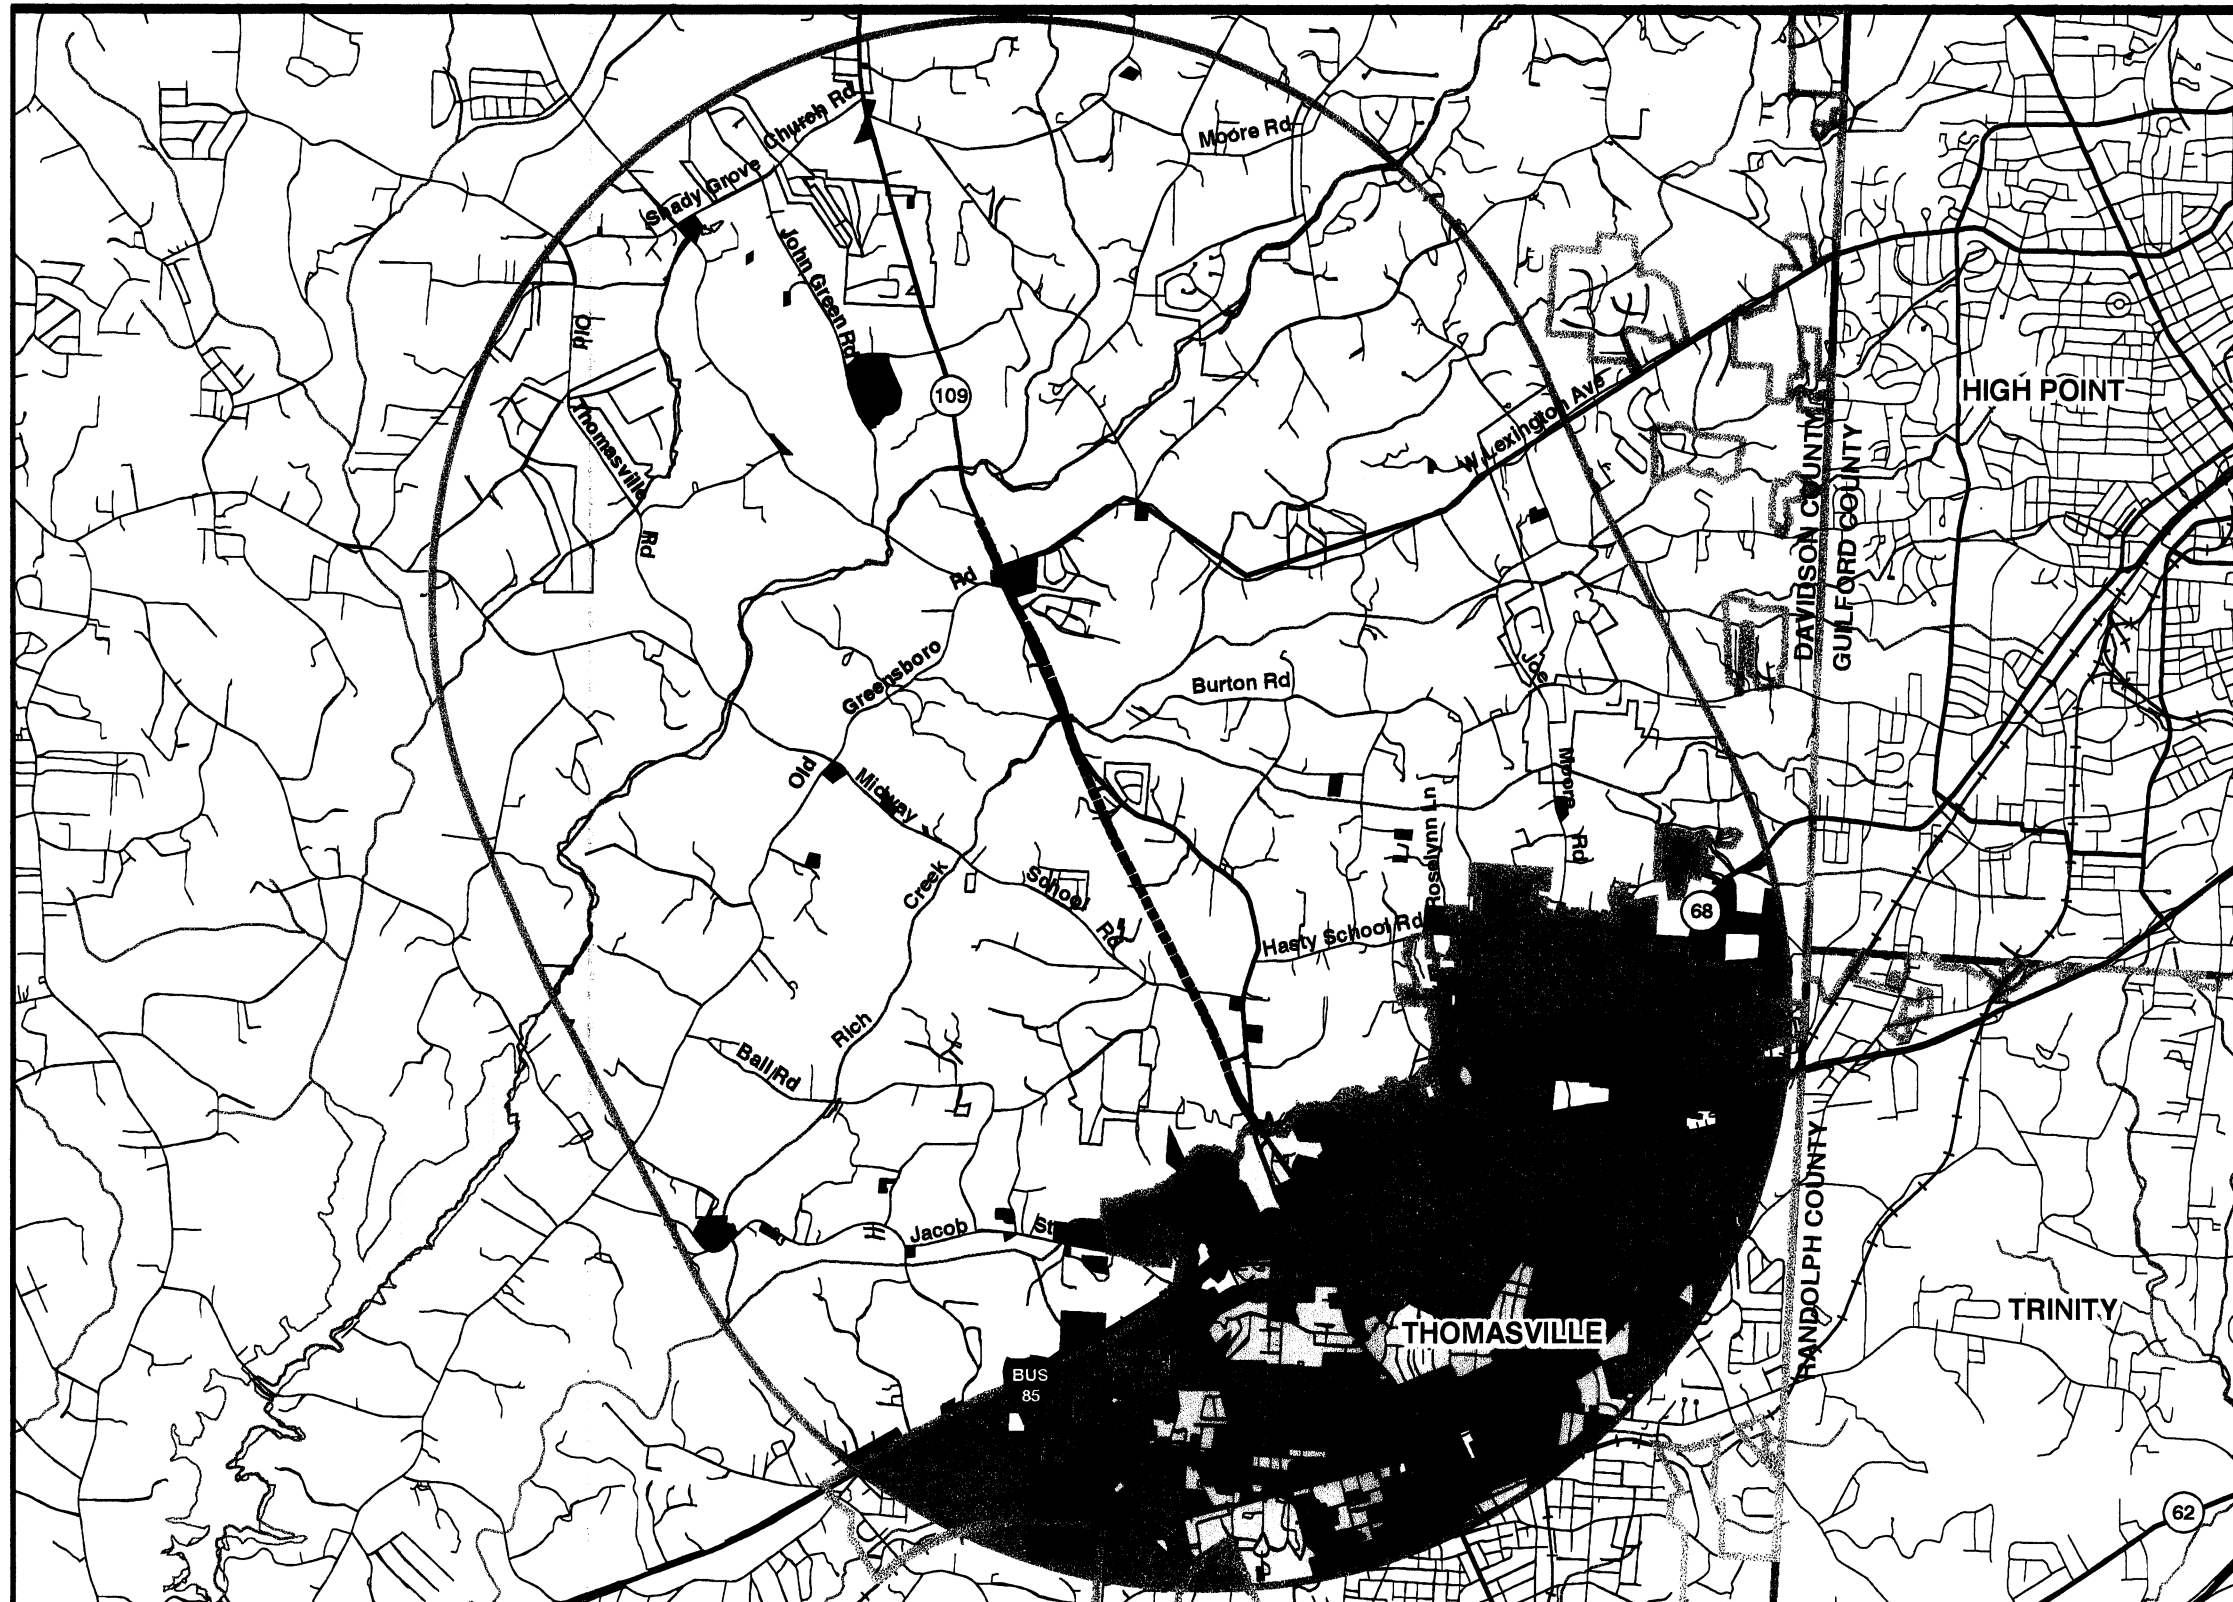 Shady Grove Church Rd
Moore Rd
John Green Rd
Old
Thomasville
Rd
109
HIGH POINT
W Lexington Ave
DAVIDSON COUNTY
GUILFORD COUNTY
Rd
Greensboro
Old
Burton Rd
Joe
Moore
Rd
Midway
School
Rd
Roselynn Ln
Creek
Rich
Hasty School Rd
68
Ball Rd
Jacob
St
RANDOLPH COUNTY
TRINITY
THOMASVILLE
BUS
85
62